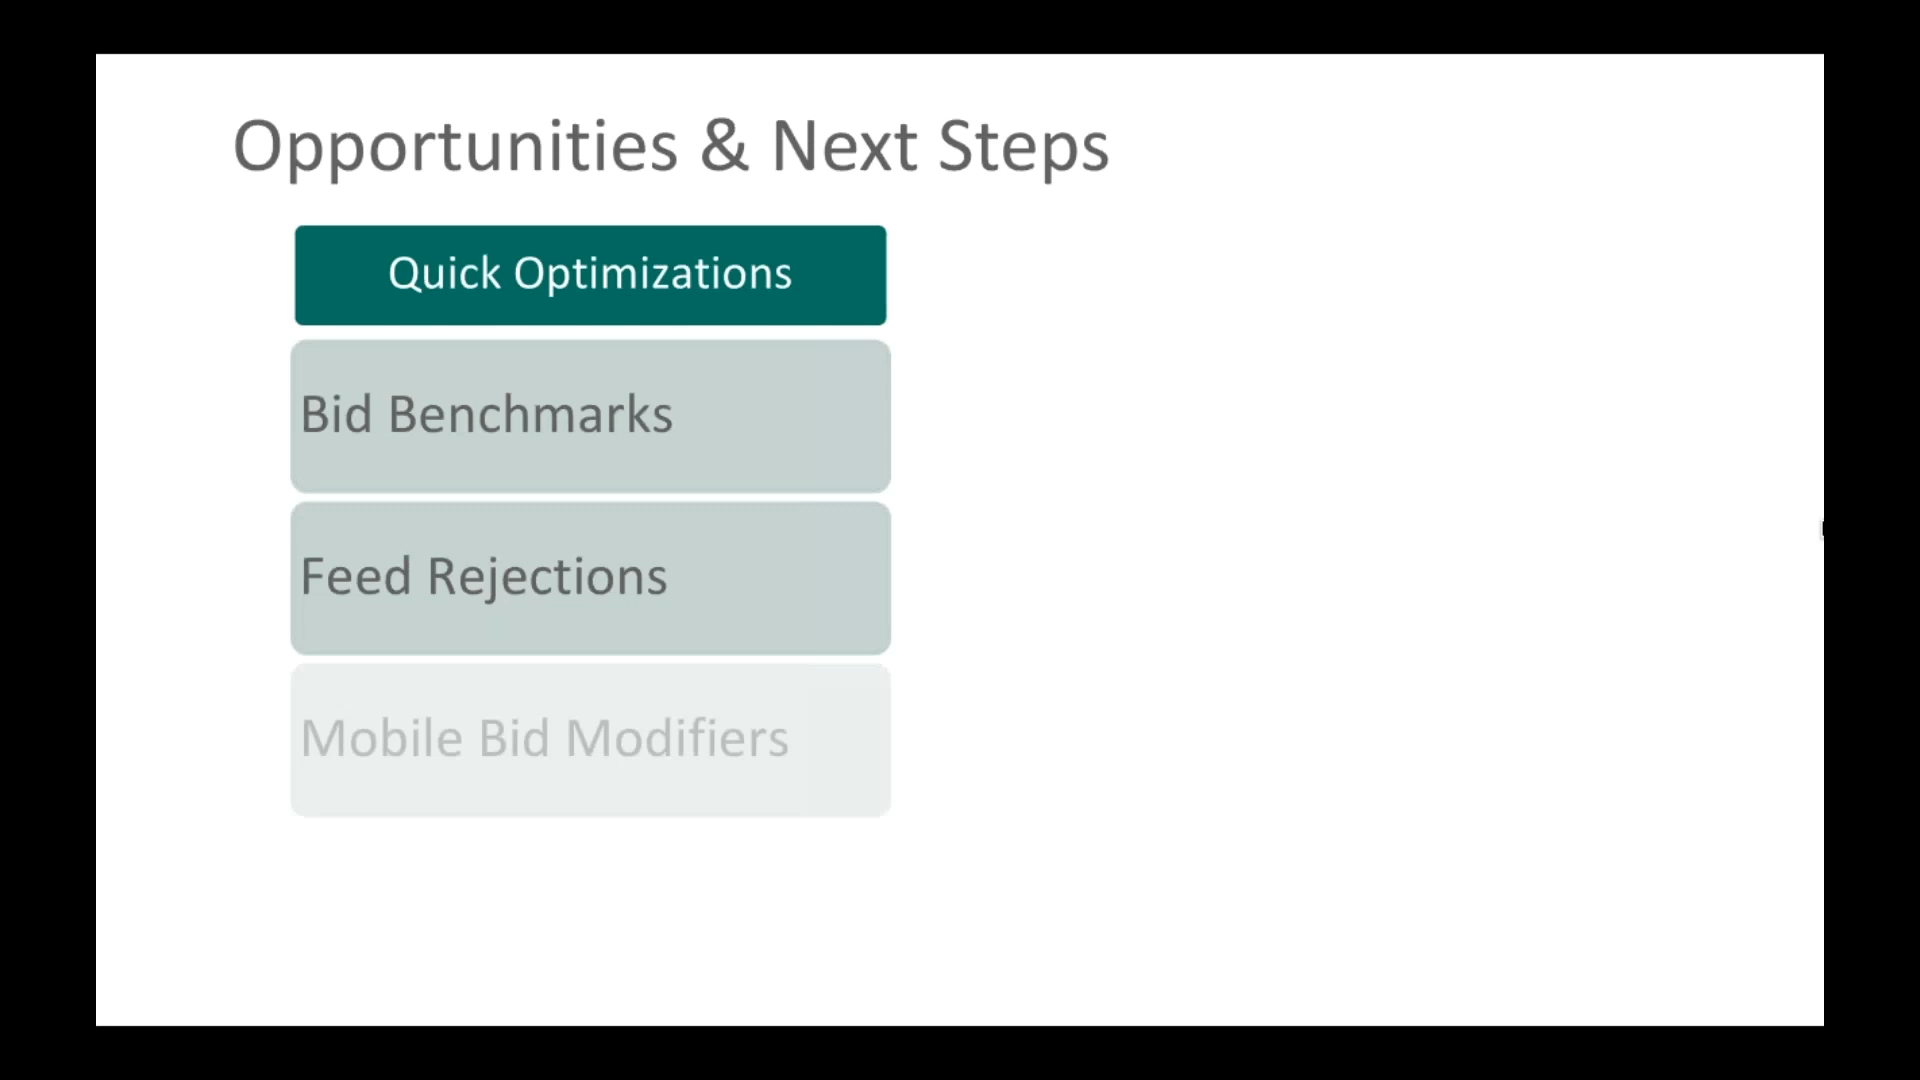 Opportunities & Next Steps
Quick Optimizations
Bid Benchmarks
Feed Rejections
Mobile Bid Modifiers